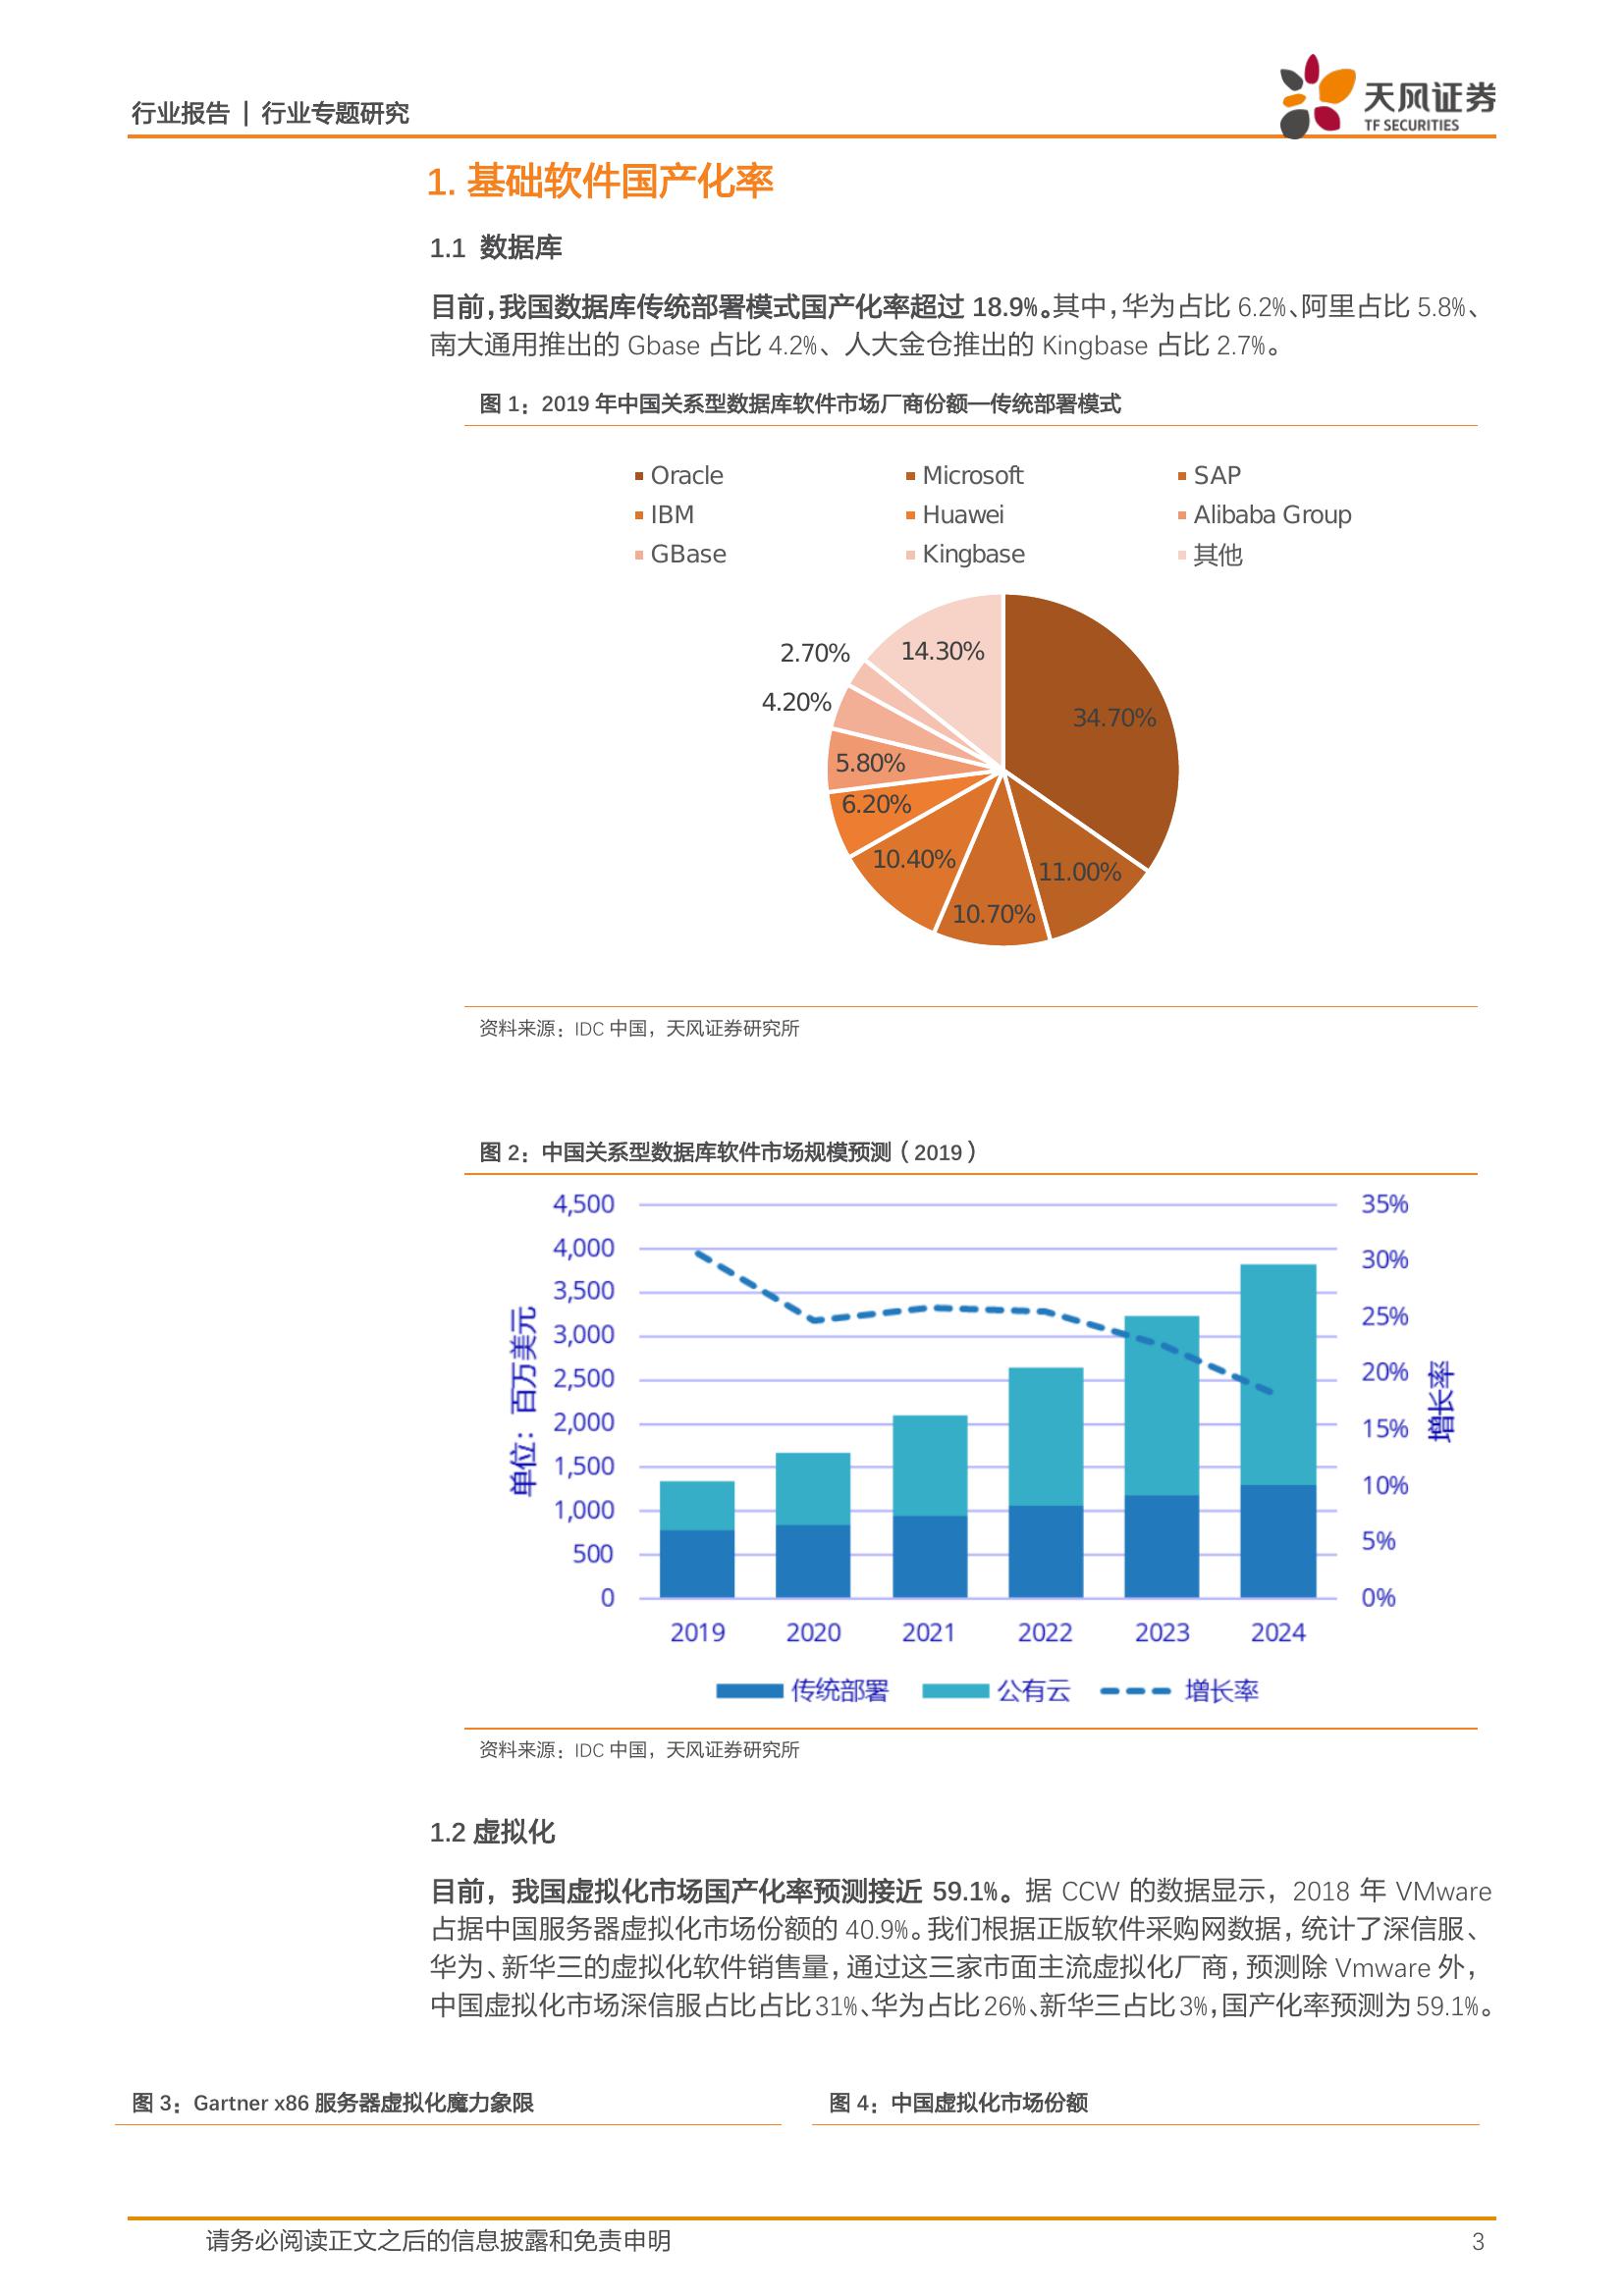 行业报告 | 行业专题研究
天风证券
TF SECURITIES
1. 基础软件国产化率
1.1 数据库
目前，我国数据库传统部署模式国产化率超过 18.9%。其中，华为占比 6.2%、阿里占比 5.8%、
南大通用推出的 Gbase 占比 4.2%、人大金仓推出的 Kingbase 占比 2.7%。
图 1：2019 年中国关系型数据库软件市场厂商份额—传统部署模式
Oracle Microsoft SAP
IBM Huawei Alibaba Group
GBase Kingbase 其他
2.70% 14.30%
4.20% 34.70%
5.80%
6.20%
10.40% 11.00%
10.70%
资料来源：IDC 中国，天风证券研究所
图 2：中国关系型数据库软件市场规模预测（2019）
单位：百万美元
4,500 35%
4,000 30%
3,500
3,000 25%
2,500 20%
2,000 15%
1,500 10%
1,000
500 5%
0 0%
增长率
2019 2020 2021 2022 2023 2024
传统部署 公有云 增长率
资料来源：IDC 中国，天风证券研究所
1.2 虚拟化
目前，我国虚拟化市场国产化率预测接近 59.1%。据 CCW 的数据显示，2018 年 VMware
占据中国服务器虚拟化市场份额的 40.9%。我们根据正版软件采购网数据，统计了深信服、
华为、新华三的虚拟化软件销售量，通过这三家市面主流虚拟化厂商，预测除 Vmware 外，
中国虚拟化市场深信服占比占比 31%、华为占比 26%、新华三占比 3%，国产化率预测为 59.1%。
图 3：Gartner x86 服务器虚拟化魔力象限 图 4：中国虚拟化市场份额
请务必阅读正文之后的信息披露和免责申明 3